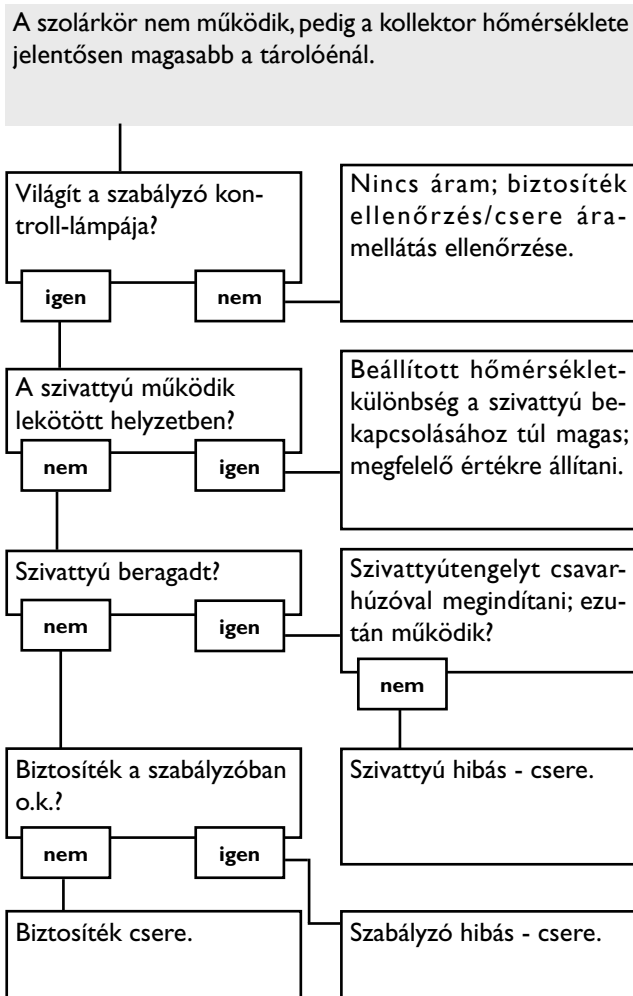 A szolárkör nem működik, pedig a kollektor hőmérséklete
jelentősen magasabb a tárolóénál.
Világít a szabályzó kon-
troll-lámpája?
igen
nem
Nincs áram; biztosíték
ellenőrzés/csere ára-
mellátás ellenőrzése.
A szivattyú működik
lekötött helyzetben?
nem
igen
Beállított hőmérséklet-
különbség a szivattyú be-
kapcsolásához túl magas;
megfelelő értékre állítani.
Szivattyú beragadt?
nem
igen
Szivattyútengelyt csavar-
húzóval megindítani; ezu-
tán működik?
nem
Szivattyú hibás - csere.
Biztosíték a szabályzóban
o.k.?
nem
igen
Biztosíték csere.
Szabályzó hibás - csere.